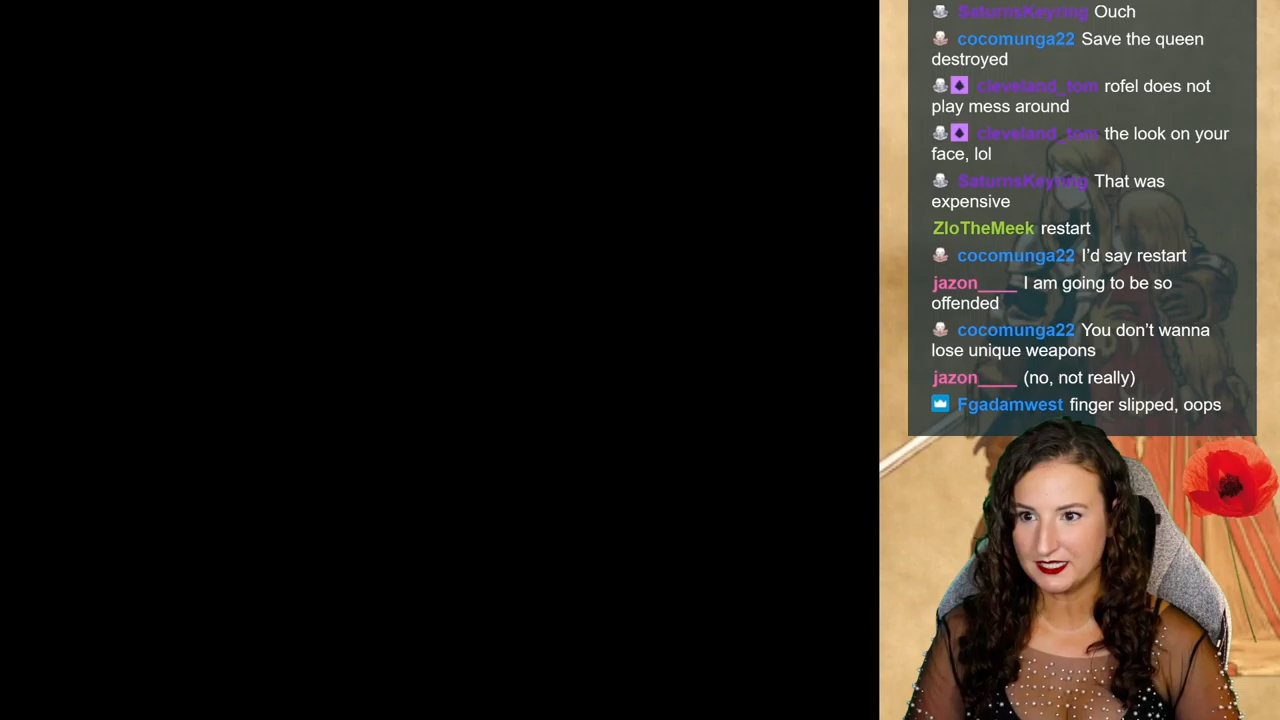 SaturnsKeyring Ouch
cocomunga22 Save the queen
destroyed
cleveland_tom rofel does not
play mess around
cleveland_tom the look on your
face, lol
SaturnsKeyring That was
expensive
ZloTheMeek restart
cocomunga22 I'd say restart
jazon____ I am going to be so
offended
cocomunga22 You don't wanna
lose unique weapons
jazon____ (no, not really)
Fgadamwest finger slipped, oops